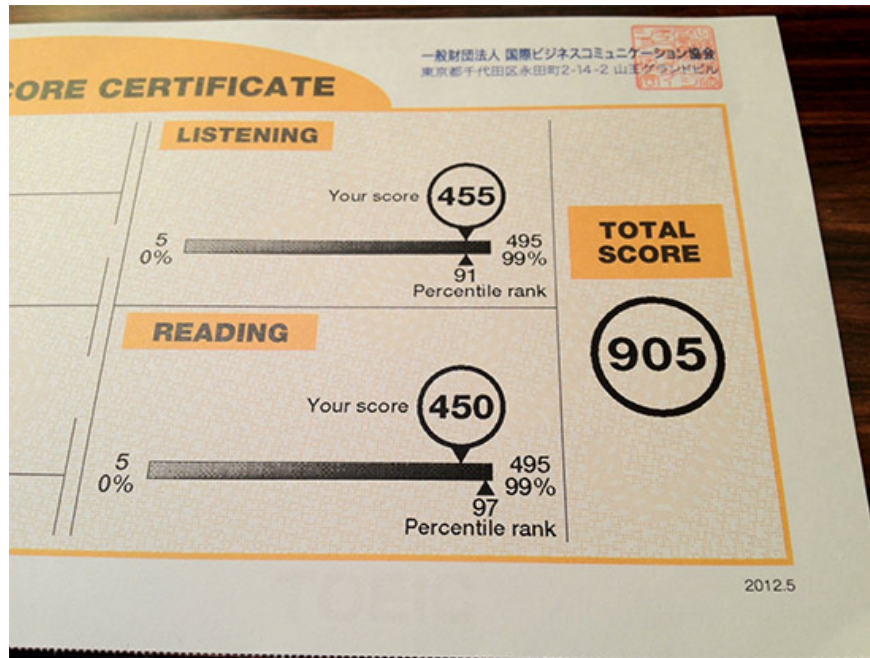 ORE CERTIFICATE
一般財団法人 国際ビジネスコミュニケーション協会
東京都千代田区永田町2-14-2 山王グランドビル
LISTENING
Your score 455
5
0%
495
99%
91
Percentile rank
READING
Your score 450
5
0%
495
99%
97
Percentile rank
TOTAL
SCORE
905
2012.5
TOEIC